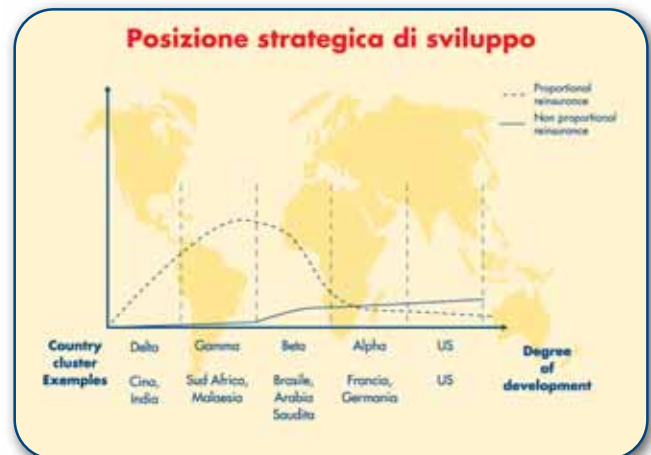 Posizione strategica di sviluppo
Proportional
reinsurance
Non proportional
reinsurance
Country
cluster
Exemples
Delta
Gamma
Beta
Alpha
US
Degree
of
development
Cina,
India
Sud Africa,
Malaesia
Brasile,
Arabia
Saudita
Francia,
Germania
US